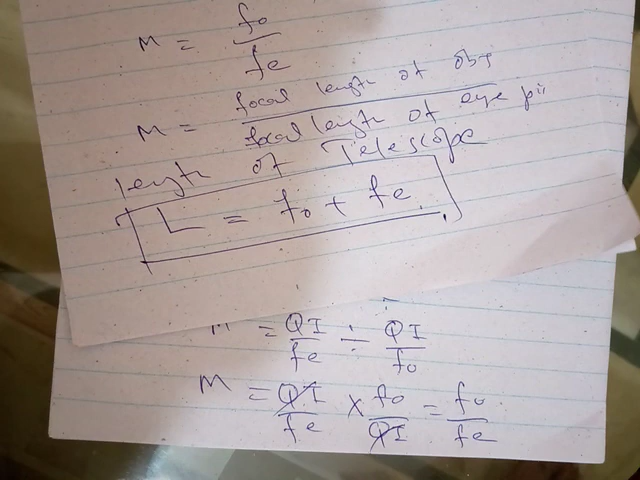 M = fo/fe
M = focal length of obj / focal length of eye pi
length of Telescope
L = fo + fe
M = QI/fe ÷ QI/fo
M = QI/fe × fo/QI = fo/fe